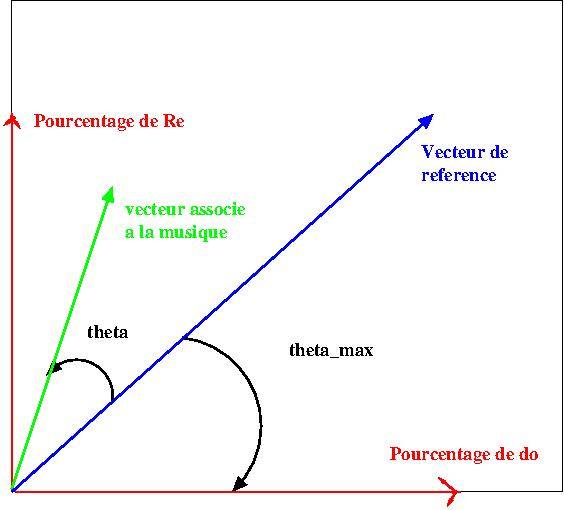 Pourcentage de Re
Vecteur de
reference
vecteur associe
a la musique
theta
theta_max
Pourcentage de do